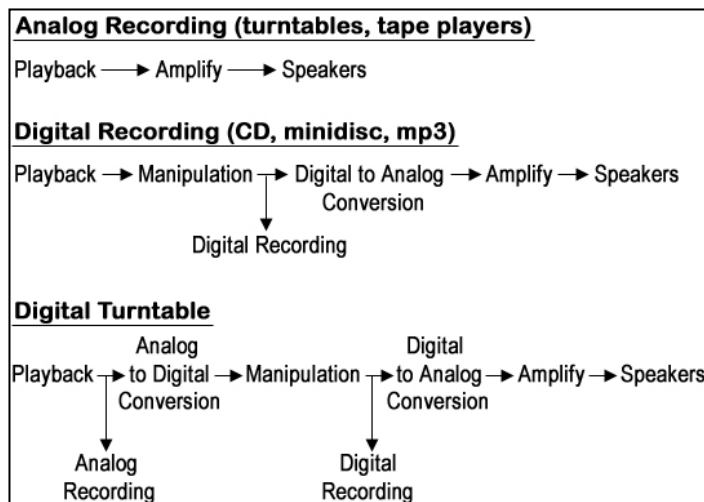 Analog Recording (turntables, tape players)
Playback Amplify Speakers
Digital Recording (CD, minidisc, mp3)
Playback Manipulation Digital to Analog Conversion Amplify Speakers
Digital Recording
Digital Turntable
Playback Analog to Digital Conversion Manipulation Digital to Analog Conversion Amplify Speakers
Analog Recording
Digital Recording